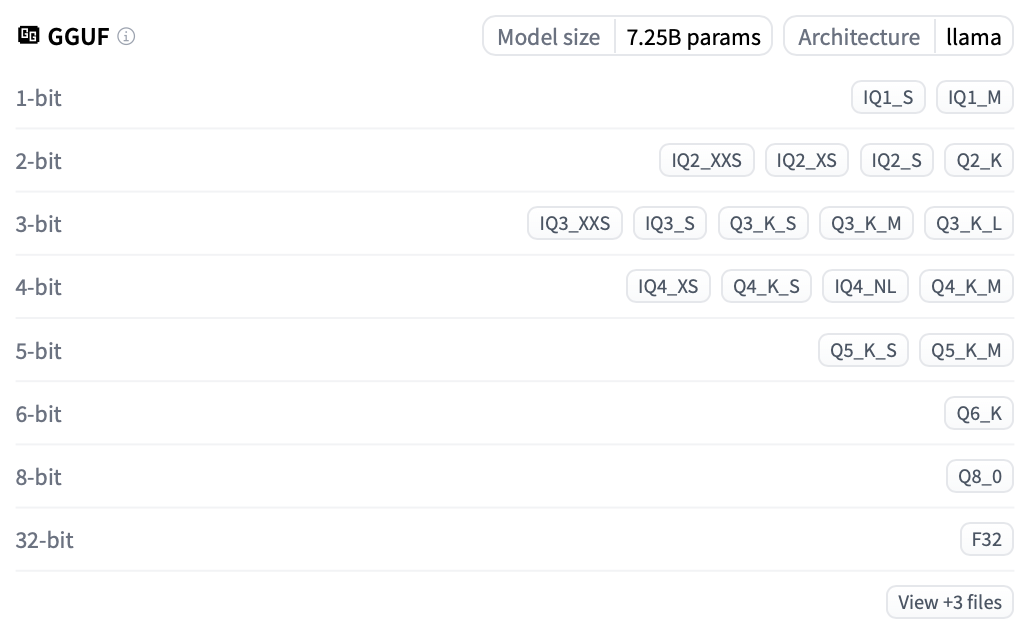 GGUF Model size 7.25B params Architecture llama
1-bit IQ1_S IQ1_M
2-bit IQ2_XXS IQ2_XS IQ2_S Q2_K
3-bit IQ3_XXS IQ3_S Q3_K_S Q3_K_M Q3_K_L
4-bit IQ4_XS Q4_K_S IQ4_NL Q4_K_M
5-bit Q5_K_S Q5_K_M
6-bit Q6_K
8-bit Q8_0
32-bit F32
View +3 files